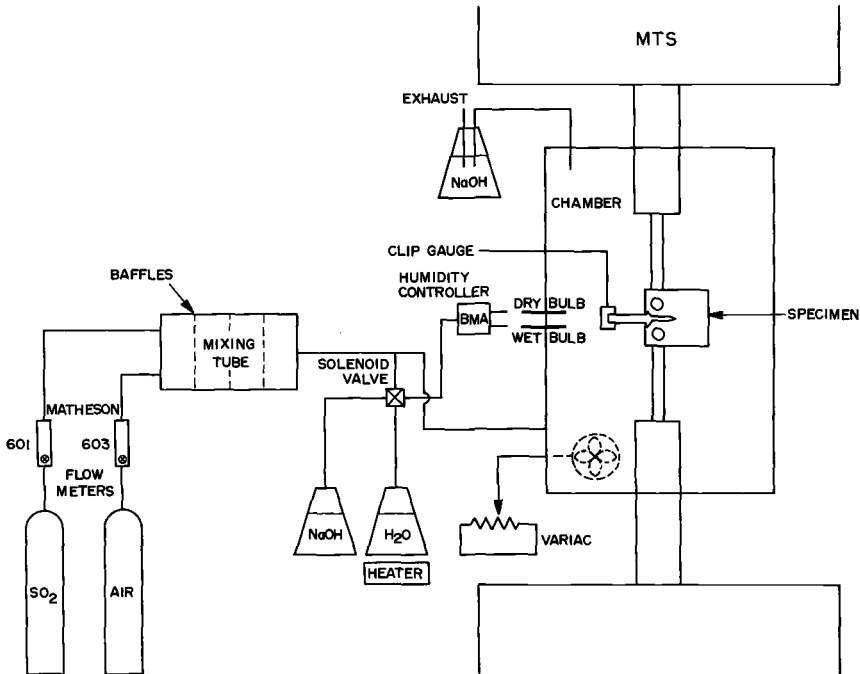 MTS
EXHAUST
NaOH
CHAMBER
CLIP GAUGE
HUMIDITY
CONTROLLER
BMA
DRY BULB
WET BULB
SPECIMEN
BAFFLES
MIXING
TUBE
SOLENOID
VALVE
MATHESON
601
603
FLOW
METERS
NaOH
H2O
HEATER
VARIAC
SO2
AIR